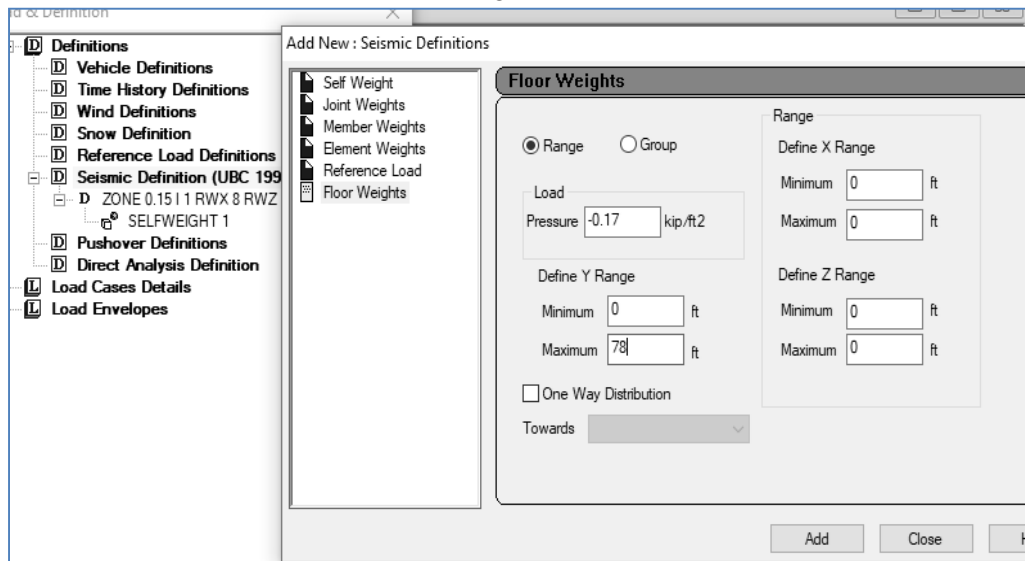 & Definition
Definitions
Vehicle Definitions
Time History Definitions
Wind Definitions
Snow Definition
Reference Load Definitions
Seismic Definition (UBC 199
ZONE 0.15 I 1 RWX 8 RWZ
SELFWEIGHT 1
Pushover Definitions
Direct Analysis Definition
Load Cases Details
Load Envelopes
Add New : Seismic Definitions
Self Weight
Joint Weights
Member Weights
Element Weights
Reference Load
Floor Weights
Floor Weights
Range
Group
Load
Pressure -0.17 kip/ft2
Define Y Range
Minimum 0 ft
Maximum 78 ft
One Way Distribution
Towards
Range
Define X Range
Minimum 0 ft
Maximum 0 ft
Define Z Range
Minimum 0 ft
Maximum 0 ft
Add
Close